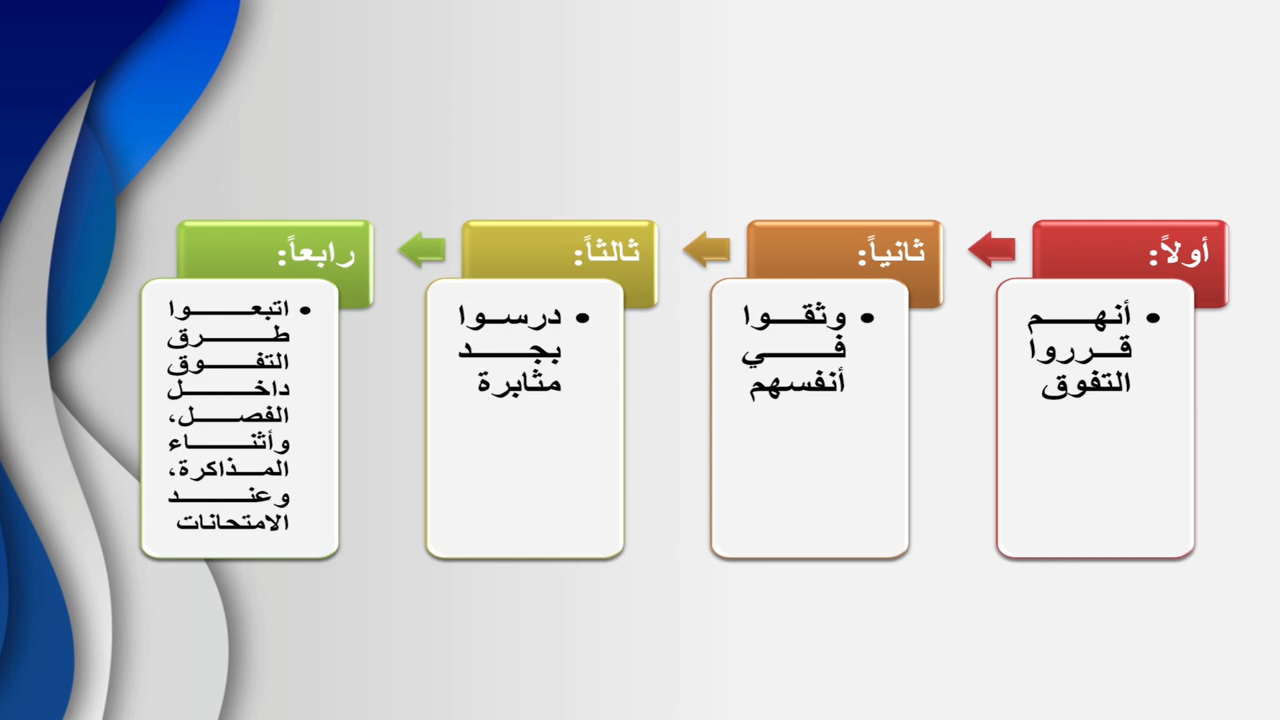 أولاً:
• أنهم
قرروا
التفوق
ثانياً:
• وثقوا
في
أنفسهم
ثالثاً:
• درسوا
بجد
مثابرة
رابعاً:
• اتبعوا
طرق
التفوق
داخل
الفصل،
وأثناء
المذاكرة،
وعند
الامتحانات